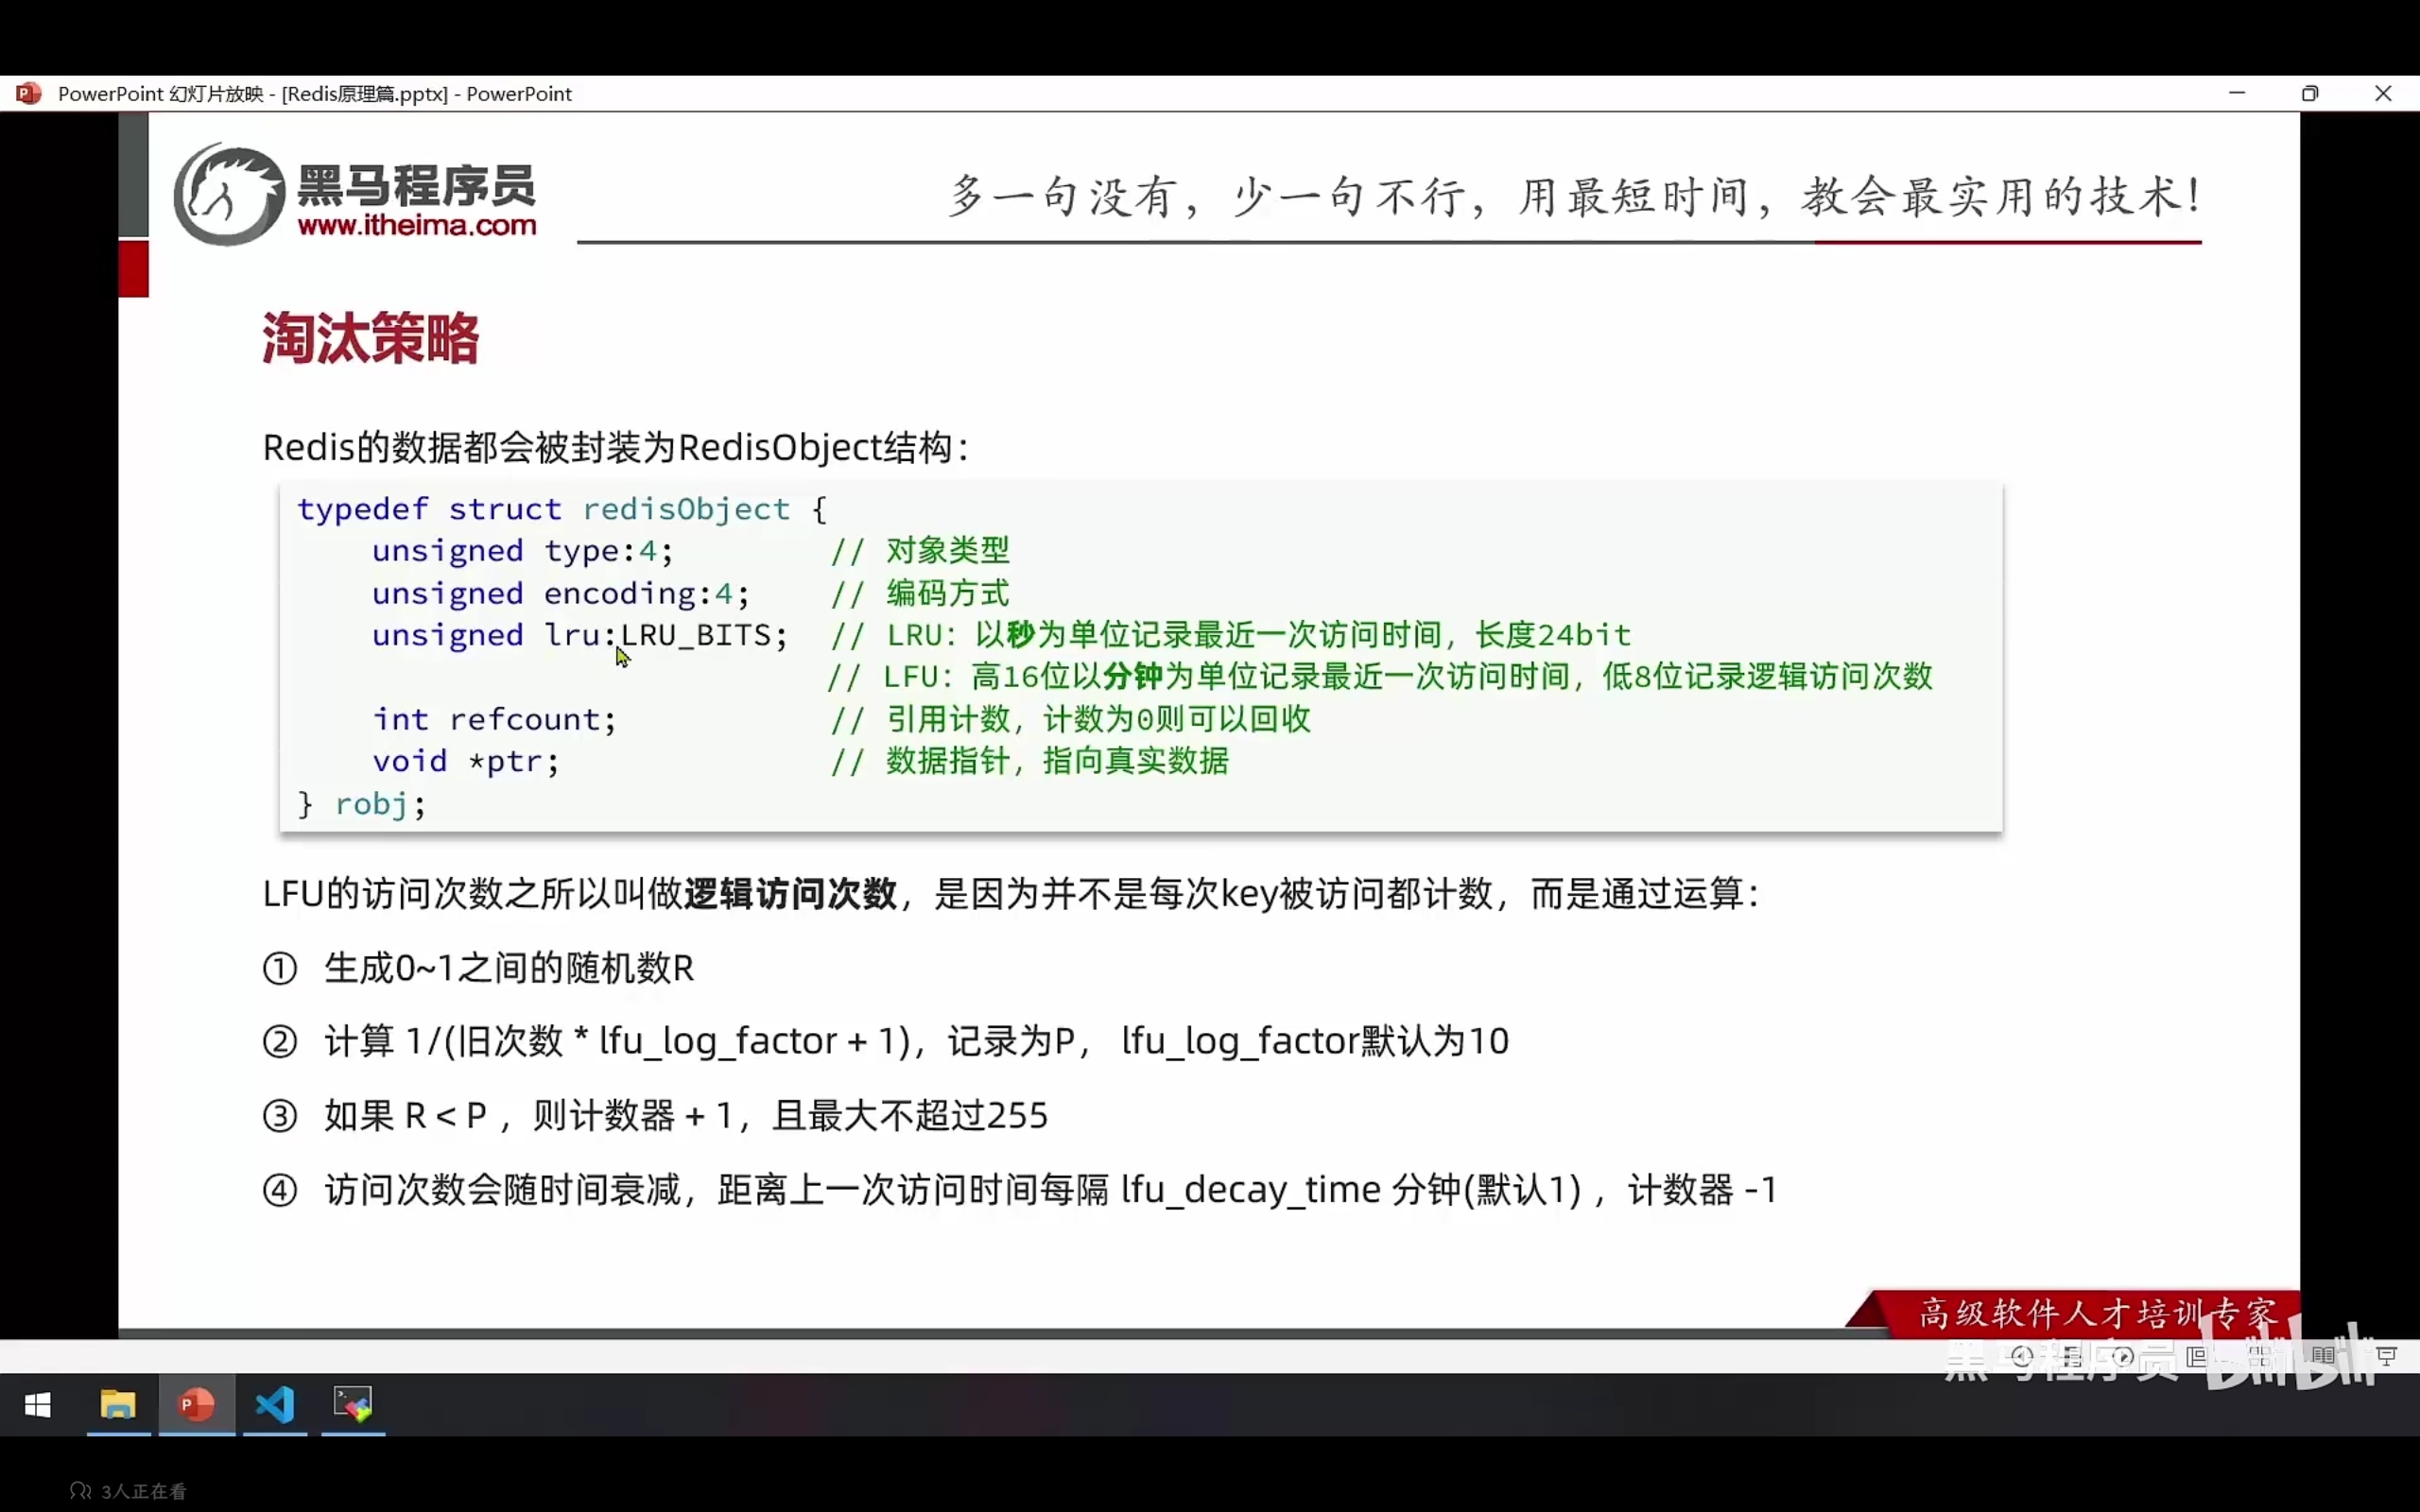 PowerPoint 幻灯片放映 - [Redis原理篇.pptx] - PowerPoint
黑马程序员
www.itheima.com
多一句没有，少一句不行，用最短时间，教会最实用的技术！
淘汰策略
Redis的数据都会被封装为RedisObject结构：
typedef struct redisObject {
unsigned type:4; // 对象类型
unsigned encoding:4; // 编码方式
unsigned lru:LRU_BITS; // LRU：以秒为单位记录最近一次访问时间，长度24bit
// LFU：高16位以分钟为单位记录最近一次访问时间，低8位记录逻辑访问次数
int refcount; // 引用计数，计数为0则可以回收
void *ptr; // 数据指针，指向真实数据
} robj;
LFU的访问次数之所以叫做逻辑访问次数，是因为并不是每次key被访问都计数，而是通过运算：
① 生成0~1之间的随机数R
② 计算 1/(旧次数 * lfu_log_factor + 1)，记录为P， lfu_log_factor默认为10
③ 如果 R < P ，则计数器 + 1，且最大不超过255
④ 访问次数会随时间衰减，距离上一次访问时间每隔 lfu_decay_time 分钟(默认1) ，计数器 -1
高级软件人才培训专家
黑马程序员 bilibili
3人正在看